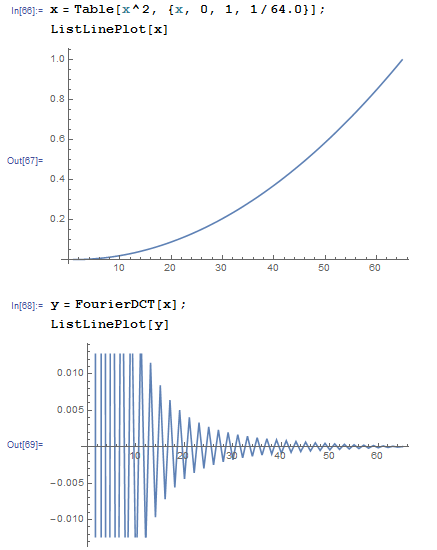 In[66]:= x = Table[x^2, {x, 0, 1, 1/64.0}];
ListLinePlot[x]
1.0
0.8
0.6
Out[67]=
0.4
0.2
10 20 30 40 50 60
In[68]:= y = FourierDCT[x];
ListLinePlot[y]
0.010
0.005
Out[69]=
10 20 30 40 50 60
-0.005
-0.010